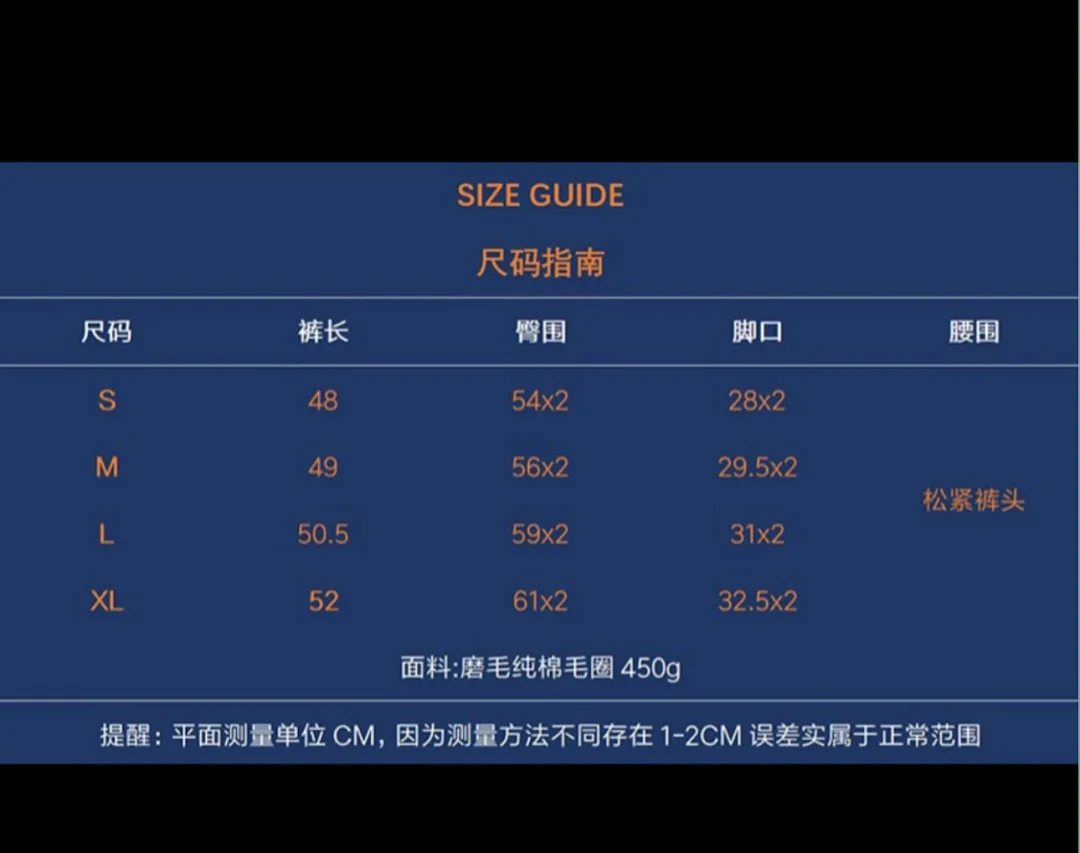 SIZE GUIDE
尺码指南
尺码 裤长 臀围 脚口 腰围
S 48 54x2 28x2
M 49 56x2 29.5x2
松紧裤头
L 50.5 59x2 31x2
XL 52 61x2 32.5x2
面料:磨毛纯棉毛圈 450g
提醒：平面测量单位 CM，因为测量方法不同存在 1-2CM 误差实属于正常范围